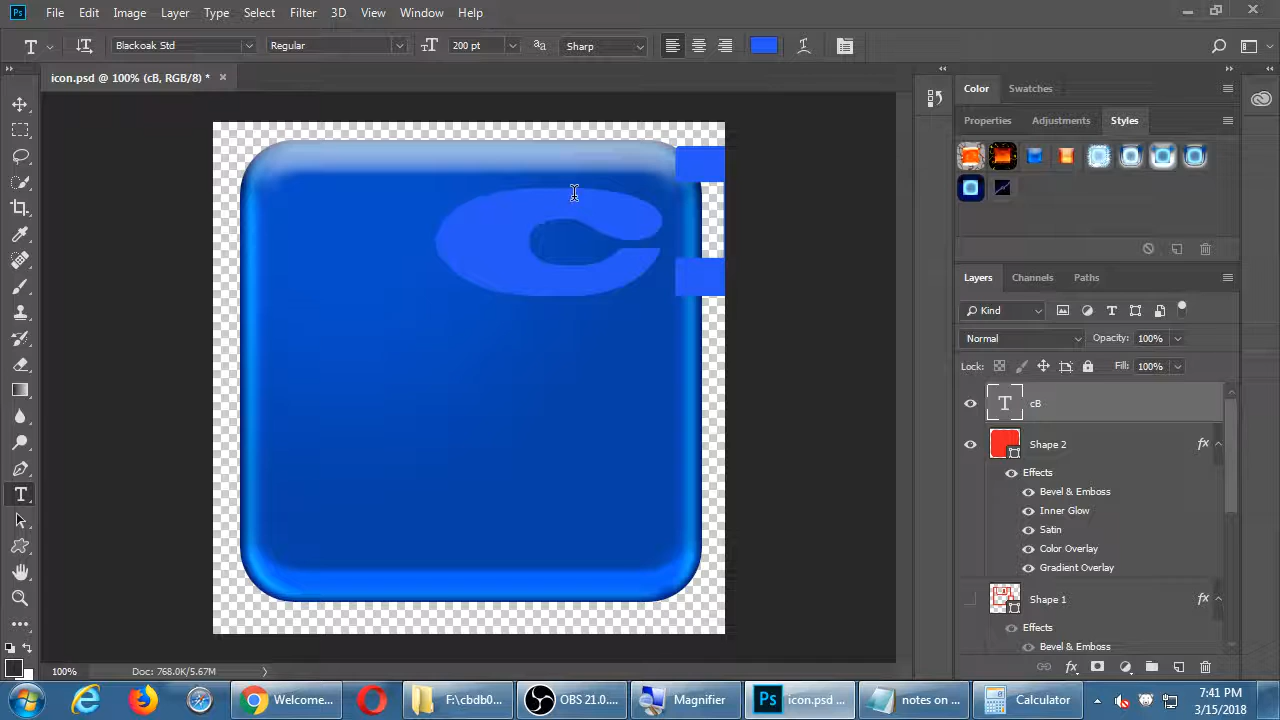 Ps File Edit Image Layer Type Select Filter 3D View Window Help
T Blackoak Std Regular 200 pt Sharp
icon.psd @ 100% (cB, RGB/8) * ×
Color Swatches
Properties Adjustments Styles
c
Layers Channels Paths
Kind
Normal Opacity: 100%
Lock: Fill: 100%
T cB
Shape 2 fx
Effects
Bevel & Emboss
Inner Glow
Satin
Color Overlay
Gradient Overlay
Shape 1 fx
Effects
Bevel & Emboss
100% Doc: 768.0K/5.67M
Welcome... F:\cbdb0... OBS 21.0.... Magnifier Ps icon.psd ... notes on ... Calculator 7:41 PM
3/15/2018